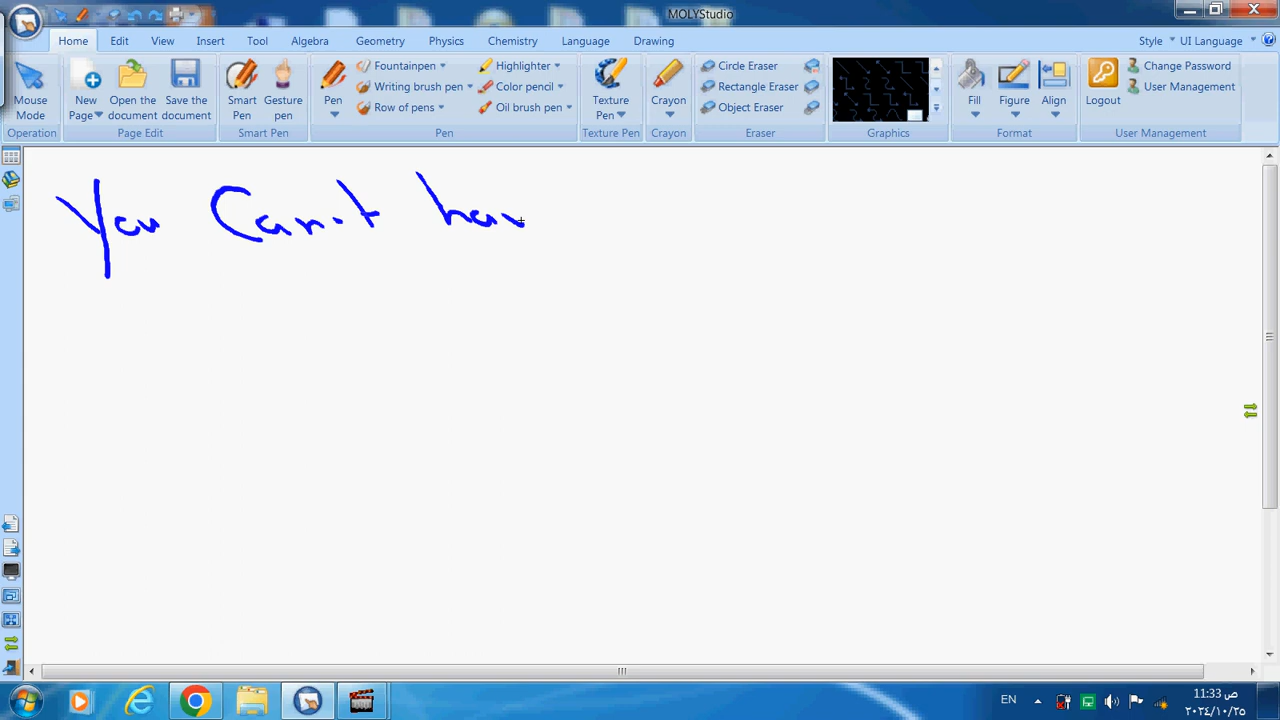 MOLYStudio
Home Edit View Insert Tool Algebra Geometry Physics Chemistry Language Drawing Style UI Language
Mouse Mode
Operation
New Page Open the document Save the document
Page Edit
Smart Pen Gesture pen
Smart Pen
Pen Fountainpen Highlighter
Writing brush pen Color pencil
Row of pens Oil brush pen
Pen
Texture Pen
Texture Pen
Crayon
Crayon
Circle Eraser
Rectangle Eraser
Object Eraser
Eraser
Graphics
Fill Figure Align
Format
Logout Change Password
User Management
User Management
You Can't hav
EN
11:33 ص
٢٠٢٤/١٠/٢٥